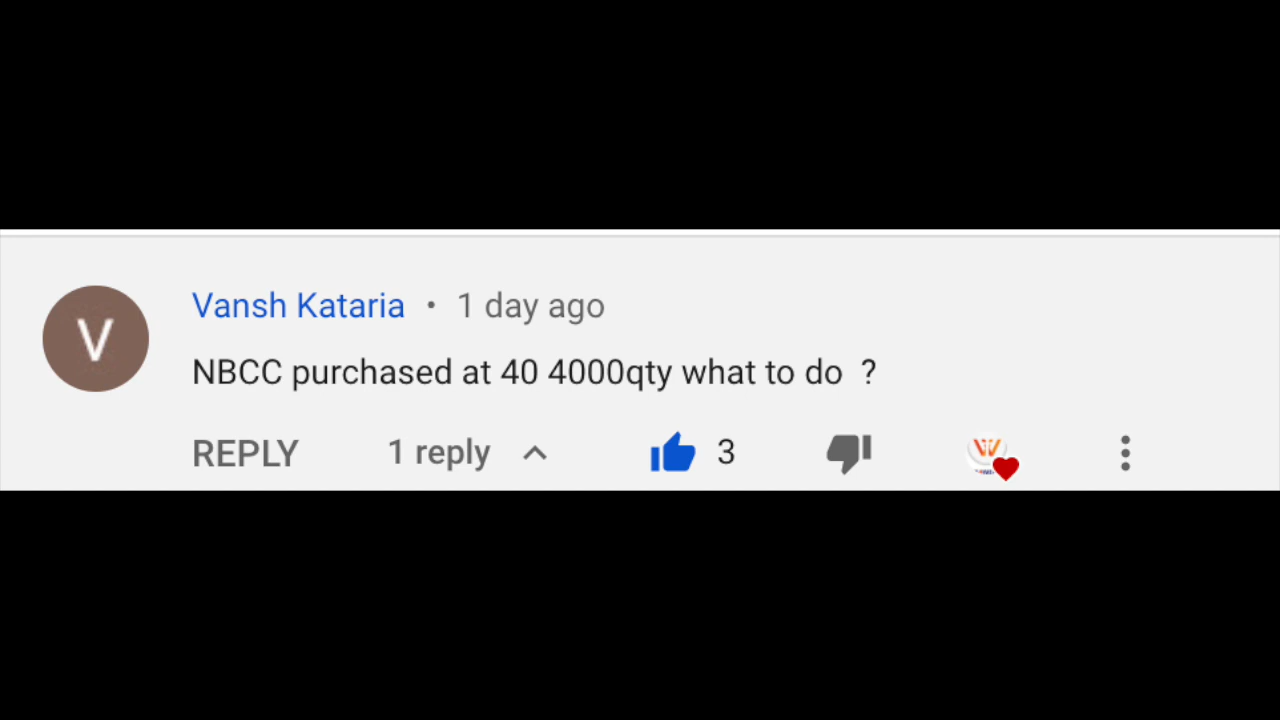 V
Vansh Kataria • 1 day ago
NBCC purchased at 40 4000qty what to do ?
REPLY 1 reply 3
W